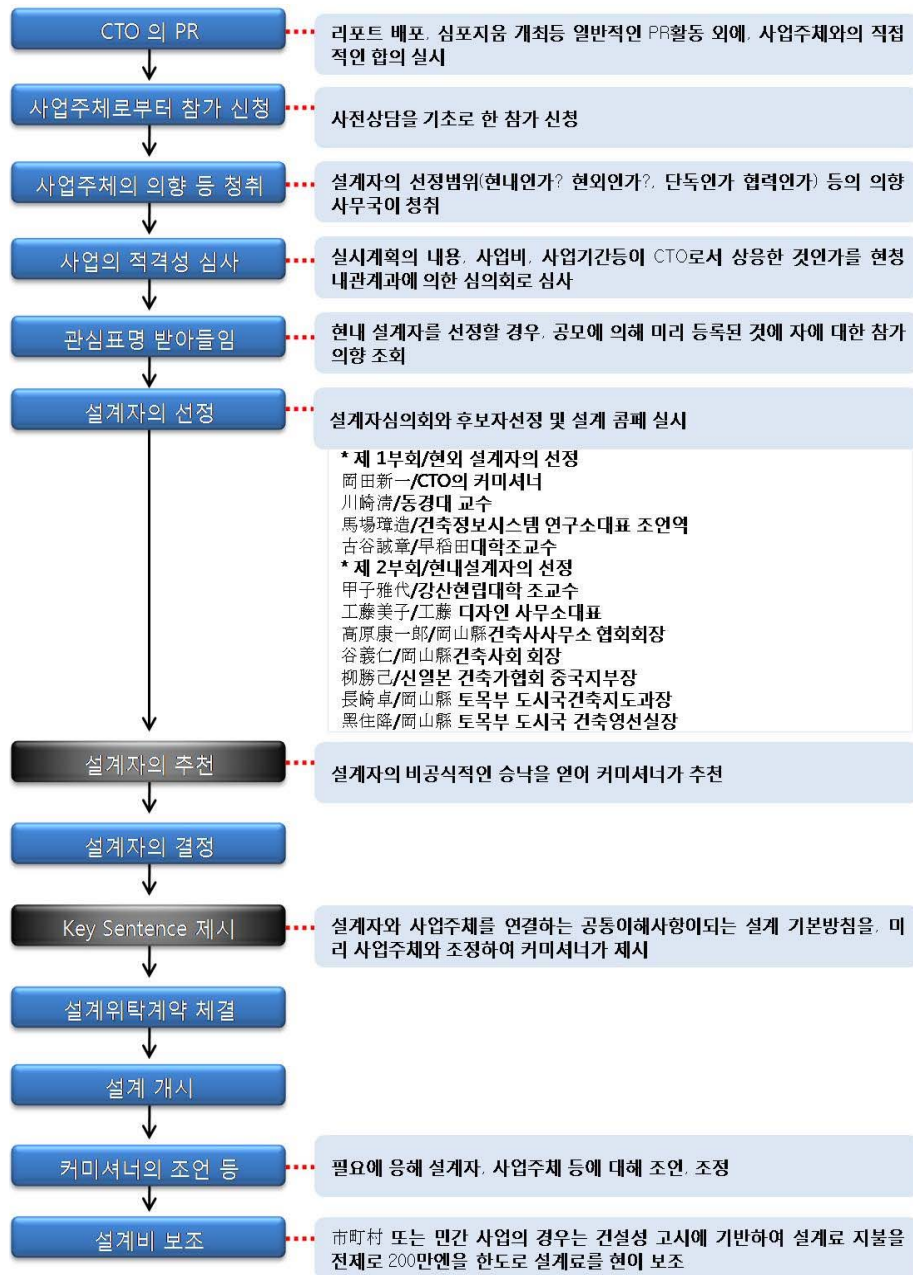 CTO 의 PR
리포트 배포, 심포지움 개최등 일반적인 PR활동 외에, 사업주체와의 직접
적인 합의 실시
사업주체로부터 참가 신청
사전상담을 기초로 한 참가 신청
사업주체의 의향 등 청취
설계자의 선정범위(현내인가? 현외인가?, 단독인가 협력인가) 등의 의향
사무국이 청취
사업의 적격성 심사
실시계획의 내용, 사업비, 사업기간등이 CTO로서 상응한 것인가를 현청
내관계과에 의한 심의회로 심사
관심표명 받아들임
현내 설계자를 선정할 경우, 공모에 의해 미리 등록된 것에 자에 대한 참가
의향 조회
설계자의 선정
설계자심의회와 후보자선정 및 설계 콤페 실시
* 제 1부회/현외 설계자의 선정
岡田新一/CTO의 커미셔너
川崎淸/동경대 교수
馬場璋造/건축정보시스템 연구소대표 조언역
古谷誠章/早稻田대학조교수
* 제 2부회/현내설계자의 선정
甲子雅代/강산현립대학 조교수
工藤美子/工藤 디자인 사무소대표
高原康一郎/岡山縣건축사사무소 협회회장
谷義仁/岡山縣건축사회 회장
柳勝己/신일본 건축가협회 중국지부장
長崎卓/岡山縣 토목부 도시국건축지도과장
黑住隆/岡山縣 토목부 도시국 건축영선실장
설계자의 추천
설계자의 비공식적인 승낙을 얻어 커미셔너가 추천
설계자의 결정
Key Sentence 제시
설계자와 사업주체를 연결하는 공통이해사항이되는 설계 기본방침을, 미
리 사업주체와 조정하여 커미셔너가 제시
설계위탁계약 체결
설계 개시
커미셔너의 조언 등
필요에 응해 설계자, 사업주체 등에 대해 조언, 조정
설계비 보조
市町村 또는 민간 사업의 경우는 건설성 고시에 기반하여 설계료 지불을
전제로 200만엔을 한도로 설계료를 현이 보조